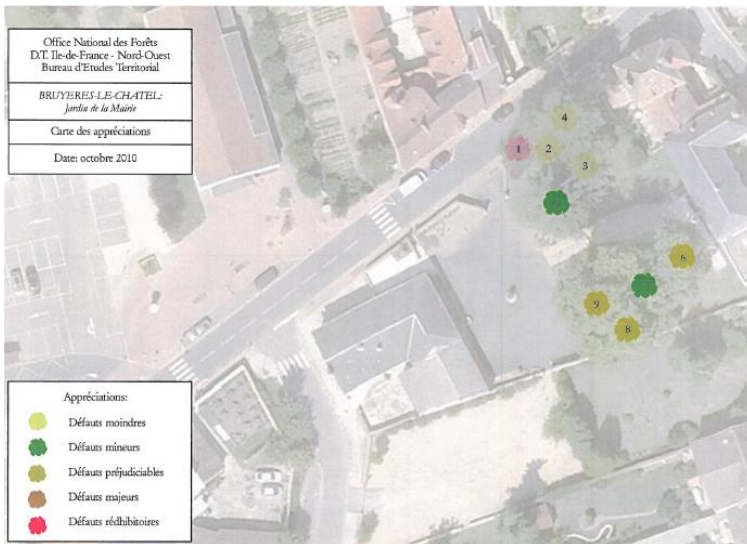 Office National des Forêts
D.T. Ile-de-France - Nord-Ouest
Bureau d'Etudes Territorial
BRUYERES-LE-CHATEL:
Jardin de la Mairie
Carte des appréciations
Date: octobre 2010
4
1
2
3
6
9
8
Appréciations:
Défauts moindres
Défauts mineurs
Défauts préjudiciables
Défauts majeurs
Défauts rédhibitoires